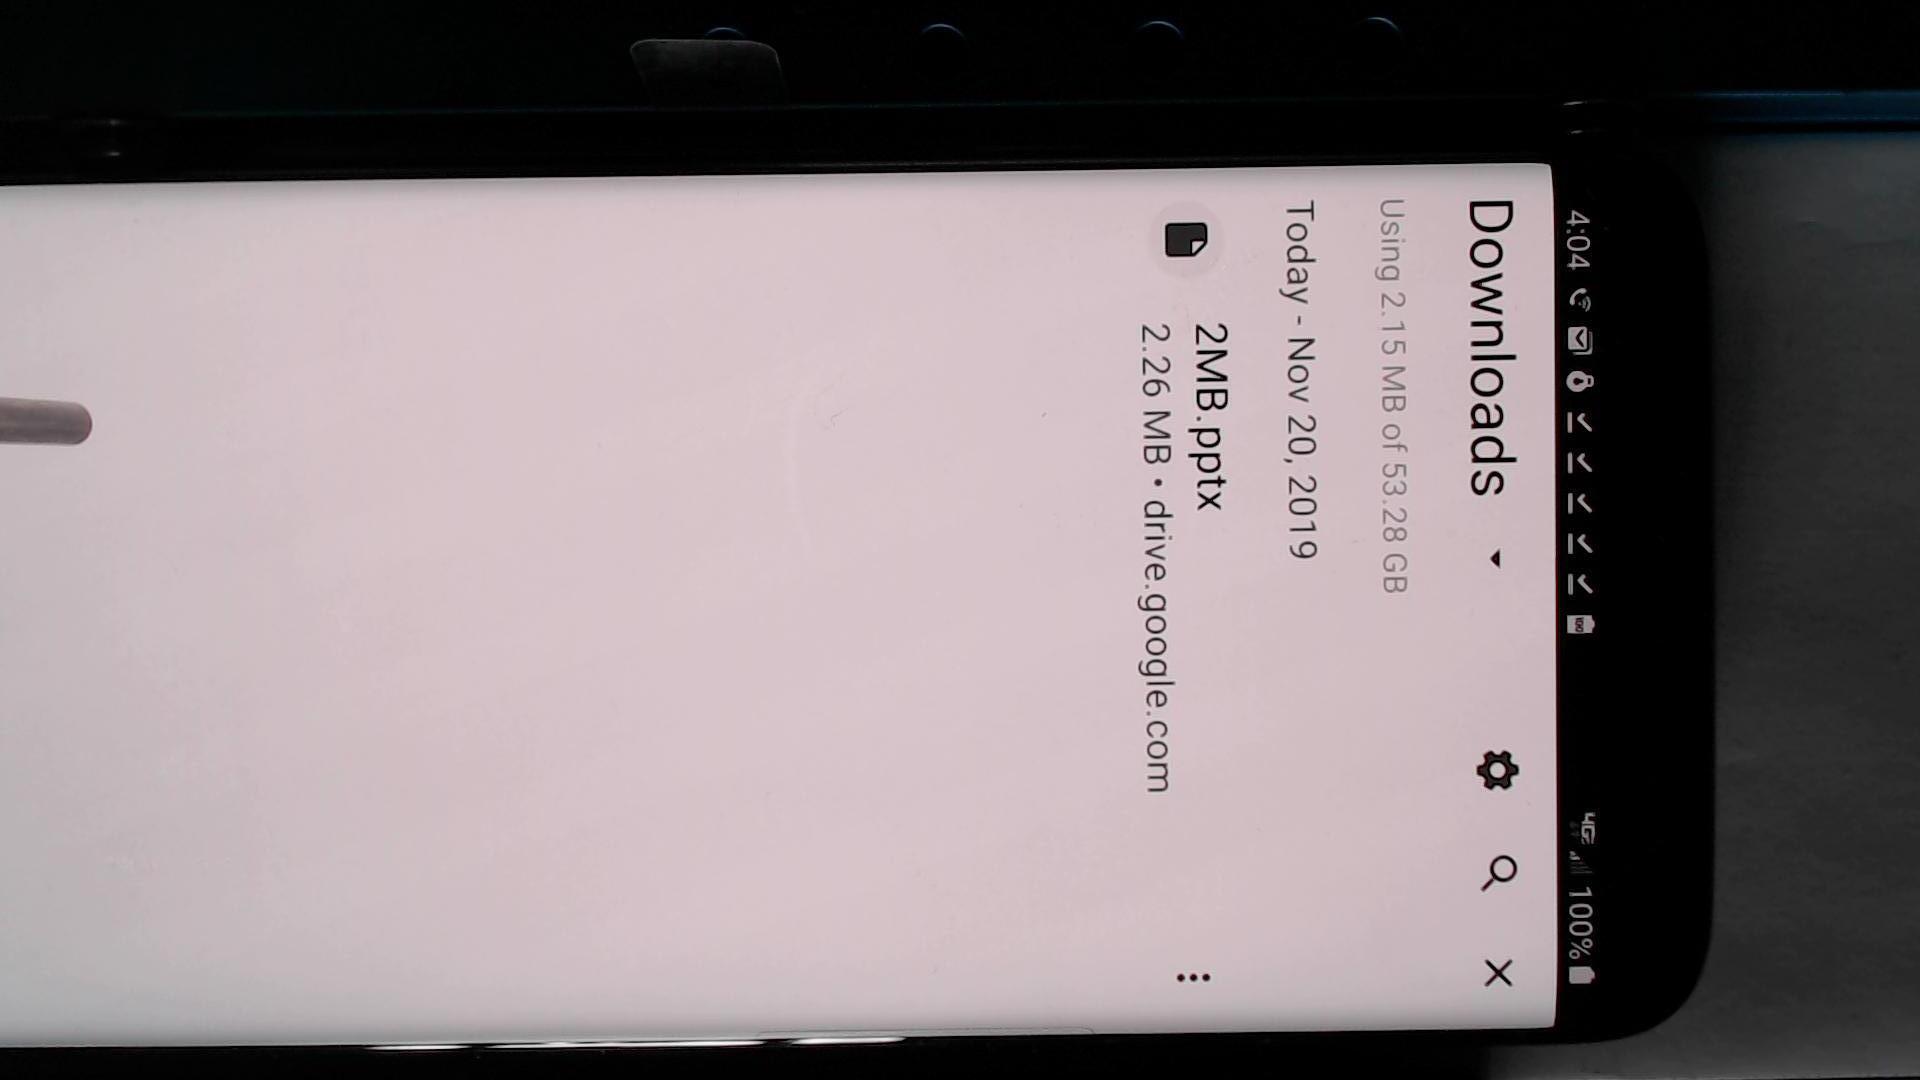 4:04
4G 100%
Downloads
Using 2.15 MB of 53.28 GB
Today - Nov 20, 2019
2MB.pptx
2.26 MB • drive.google.com